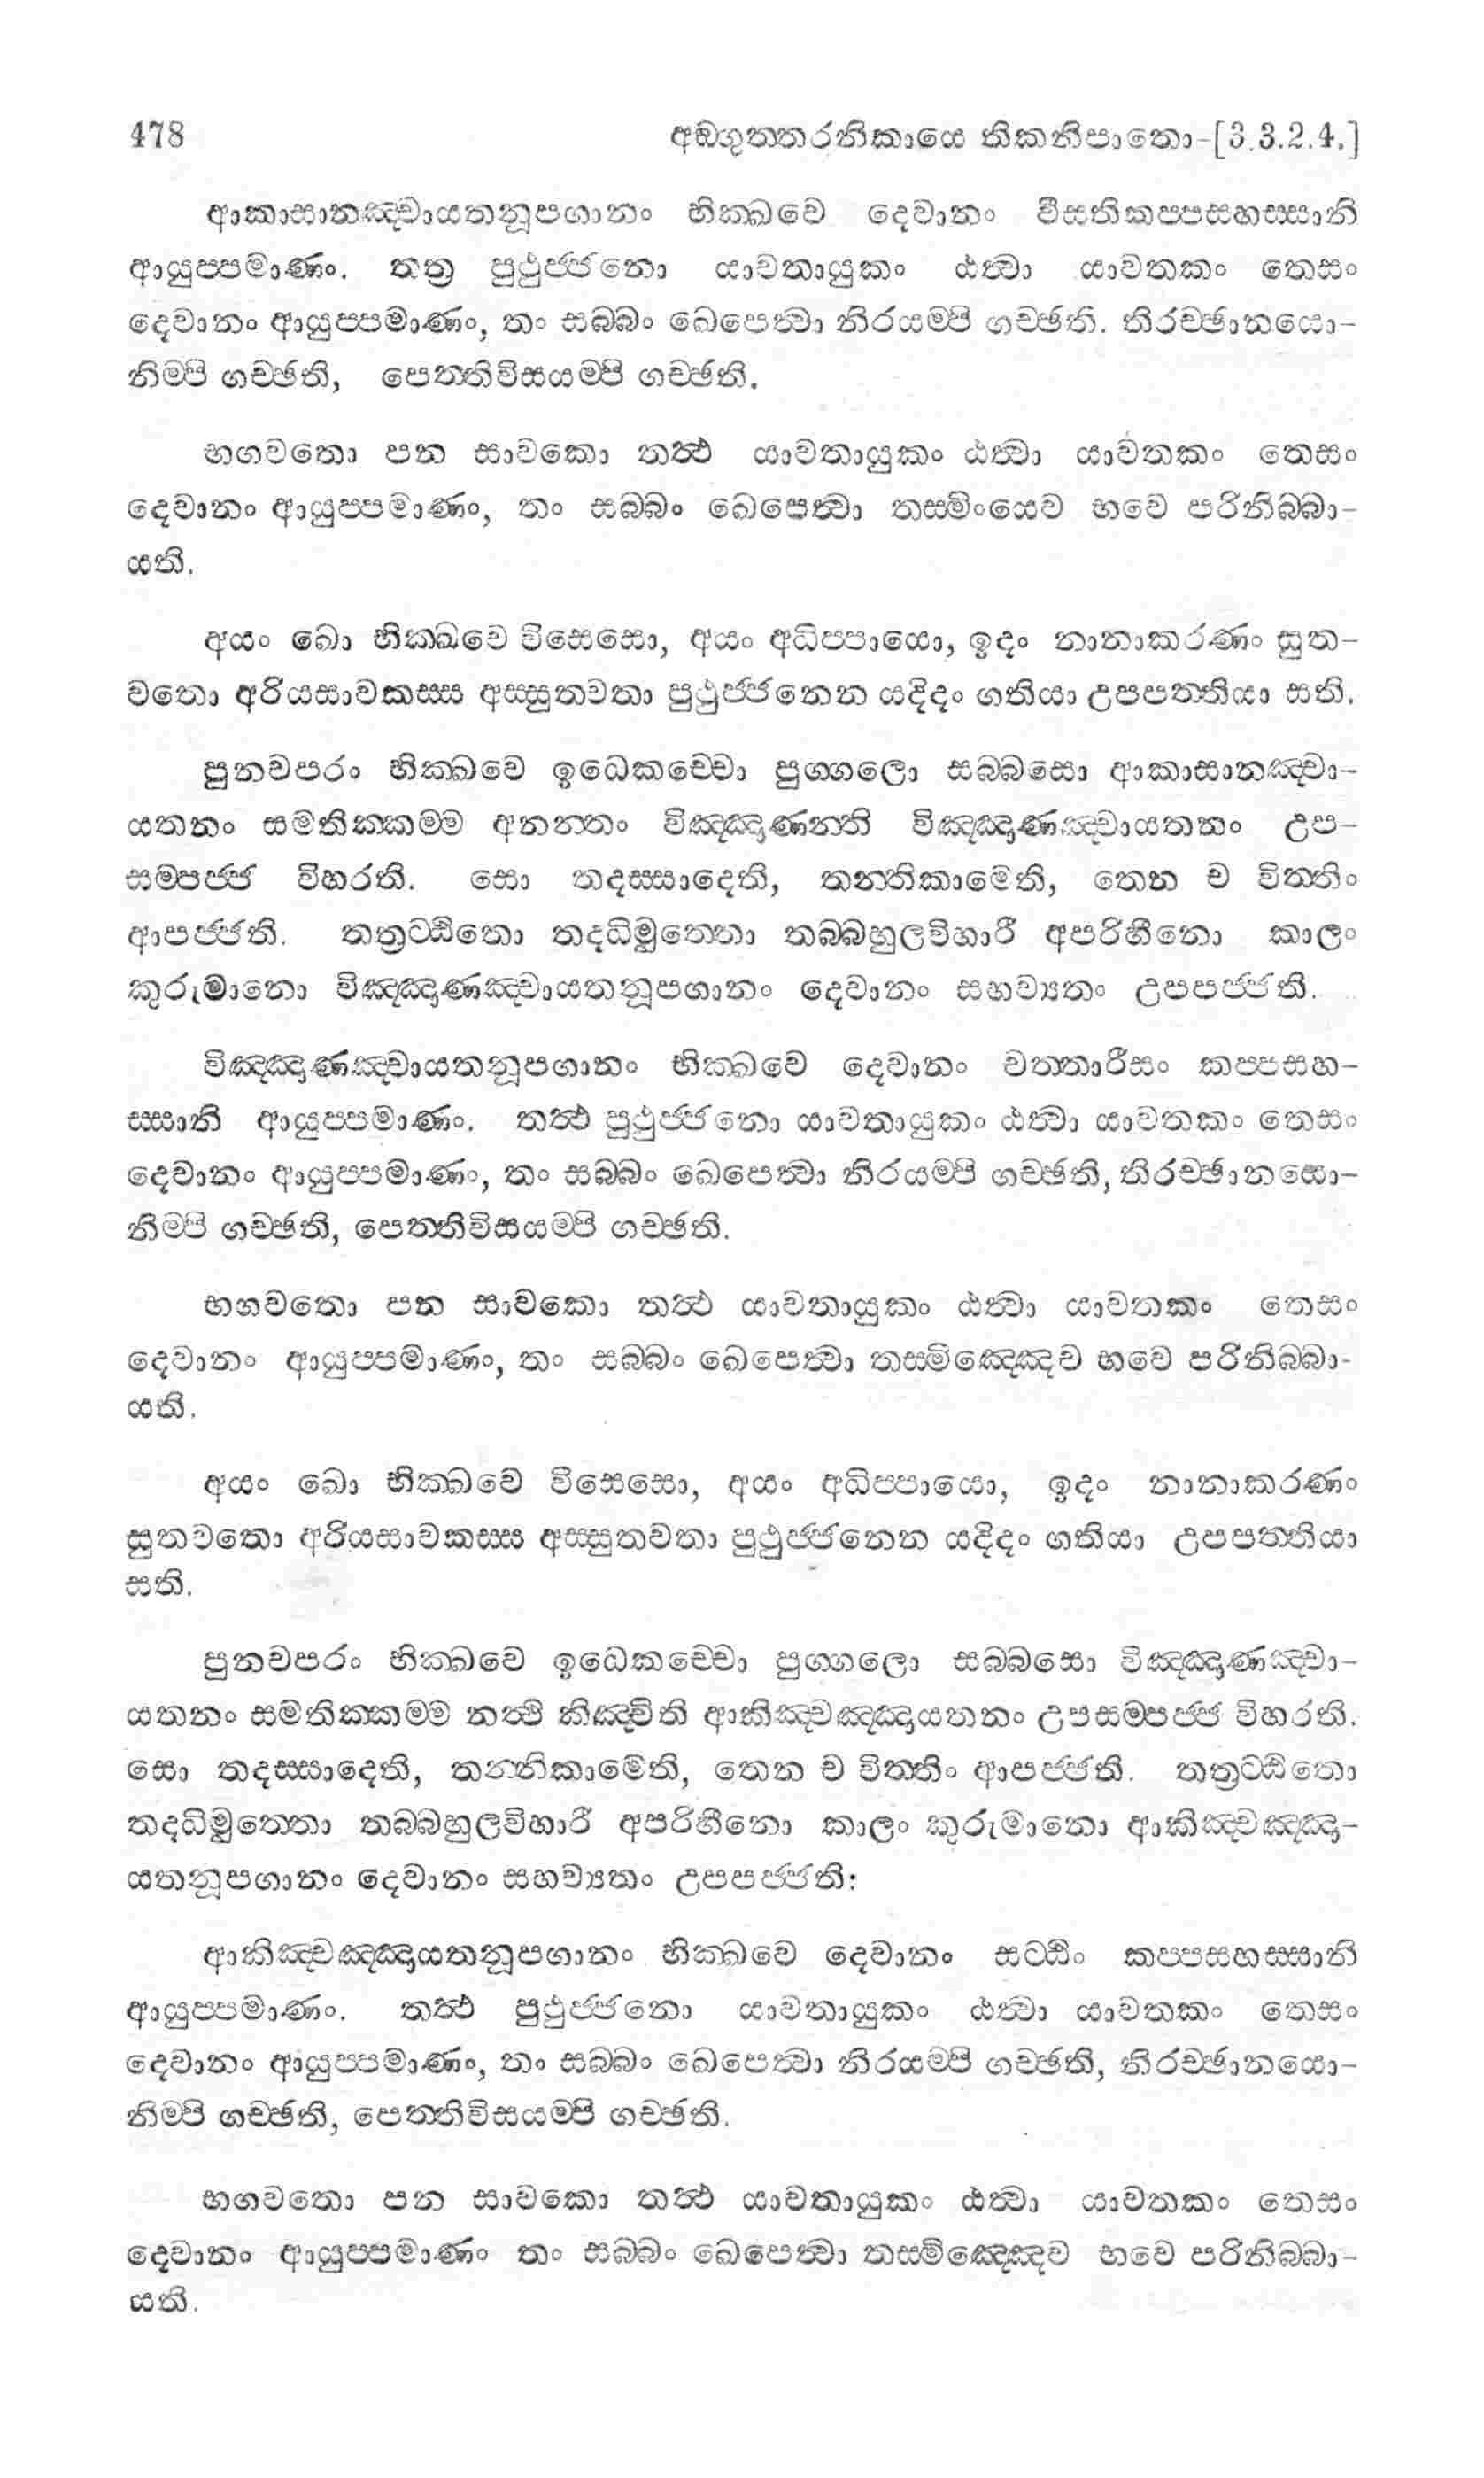 478 අඞ්ගුත්තරනිකායෙ තිකනිපාතො-[3.3.2.4.]
ආකාසානඤ්චායතනූපගානං භික්ඛවෙ දෙවානං වීසතිකප්පසහස්සානි
ආයුප්පමාණං. තත්‍ර පුථුජ්ජනො යාවතායුකං ඨත්‍වා යාවතකං තෙසං
දෙවානං ආයුප්පමාණං, තං සබ්බං ඛෙපෙත්‍වා නිරයම්පි ගච්ඡති. තිරච්ඡානයො-
නිම්පි ගච්ඡති, පෙත්තිවිසයම්පි ගච්ඡති.
භගවතො පන සාවකො තත්‍ථ යාවතායුකං ඨත්‍වා යාවතකං තෙසං
දෙවානං ආයුප්පමාණං, තං සබ්බං ඛෙපෙත්‍වා තස්මිංයෙව භවෙ පරිනිබ්බා-
යති.
අයං ඛො භික්ඛවෙ විසෙසො, අයං අධිප්පායො, ඉදං නානාකරණං සුත-
වතො අරියසාවකස්ස අස්සුතවතා පුථුජ්ජනෙන යදිදං ගතියා උපපත්තියා සති.
පුනචපරං භික්ඛවෙ ඉධෙකච්චො පුග්ගලො සබ්බසො ආකාසානඤ්චා-
යතනං සමතික්කම්ම අනන්තං විඤ්ඤාණන්ති විඤ්ඤාණඤ්චායතනං උප-
සම්පජ්ජ විහරති. සො තදස්සාදෙති, තන්නිකාමෙති, තෙන ච විත්තිං
ආපජ්ජති. තත්‍රට්ඨිතො තදධිමුත්තො තබ්බහුලවිහාරී අපරිහීනො කාලං
කුරුමානො විඤ්ඤාණඤ්චායතනූපගානං දෙවානං සහව්‍යතං උපපජ්ජති.
විඤ්ඤාණඤ්චායතනූපගානං භික්ඛවෙ දෙවානං චත්තාරීසං කප්පසහ-
ස්සානි ආයුප්පමාණං. තත්‍ථ පුථුජ්ජනො යාවතායුකං ඨත්‍වා යාවතකං තෙසං
දෙවානං ආයුප්පමාණං, තං සබ්බං ඛෙපෙත්‍වා නිරයම්පි ගච්ඡති, තිරච්ඡානයො-
නිම්පි ගච්ඡති, පෙත්තිවිසයම්පි ගච්ඡති.
භගවතො පන සාවකො තත්‍ථ යාවතායුකං ඨත්‍වා යාවතකං තෙසං
දෙවානං ආයුප්පමාණං, තං සබ්බං ඛෙපෙත්‍වා තස්මිඤ්ඤෙව භවෙ පරිනිබ්බා-
යති.
අයං ඛො භික්ඛවෙ විසෙසො, අයං අධිප්පායො, ඉදං නානාකරණං
සුතවතො අරියසාවකස්ස අස්සුතවතා පුථුජ්ජනෙන යදිදං ගතියා උපපත්තියා
සති.
පුනචපරං භික්ඛවෙ ඉධෙකච්චො පුග්ගලො සබ්බසො විඤ්ඤාණඤ්චා-
යතනං සමතික්කම්ම නත්‍ථි කිඤ්චිති ආකිඤ්චඤ්ඤායතනං උපසම්පජ්ජ විහරති.
සො තදස්සාදෙති, තන්නිකාමෙති, තෙන ච විත්තිං ආපජ්ජති. තත්‍රට්ඨිතො
තදධිමුත්තො තබ්බහුලවිහාරී අපරිහීනො කාලං කුරුමානො ආකිඤ්චඤ්ඤා-
යතනූපගානං දෙවානං සහව්‍යතං උපපජ්ජති:
ආකිඤ්චඤ්ඤායතනූපගානං භික්ඛවෙ දෙවානං සට්ඨිං කප්පසහස්සානි
ආයුප්පමාණං. තත්‍ථ පුථුජ්ජනො යාවතායුකං ඨත්‍වා යාවතකං තෙසං
දෙවානං ආයුප්පමාණං, තං සබ්බං ඛෙපෙත්‍වා නිරයම්පි ගච්ඡති, තිරච්ඡානයො-
නිම්පි ගච්ඡති, පෙත්තිවිසයම්පි ගච්ඡති.
භගවතො පන සාවකො තත්‍ථ යාවතායුකං ඨත්‍වා යාවතකං තෙසං
දෙවානං ආයුප්පමාණං තං සබ්බං ඛෙපෙත්‍වා තස්මිඤ්ඤෙව භවෙ පරිනිබ්බා-
යති.